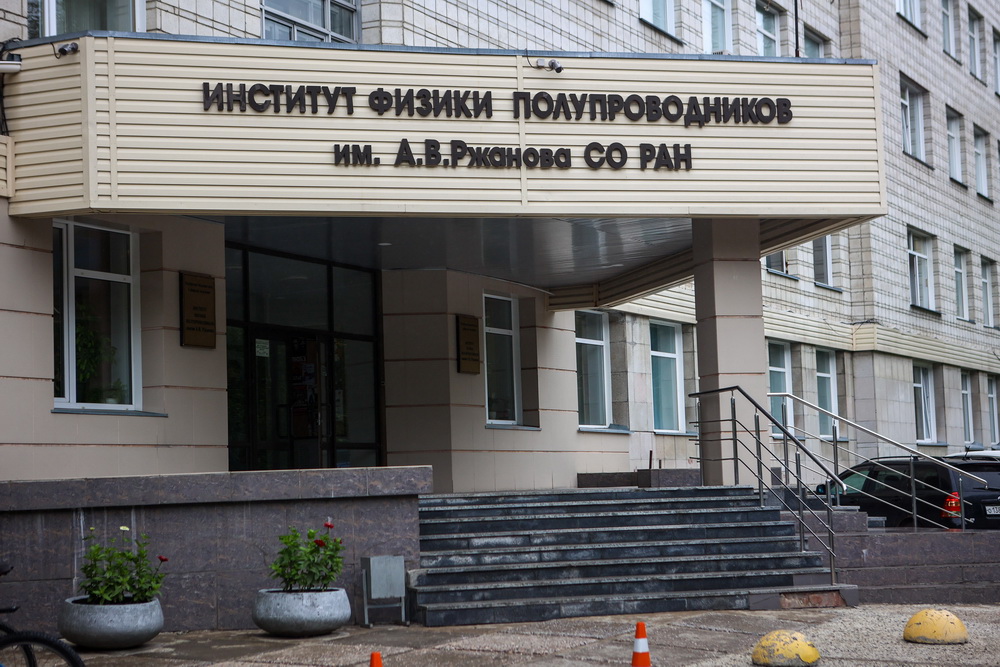 ИНСТИТУТ ФИЗИКИ ПОЛУПРОВОДНИКОВ
им. А.В.Ржанова СО РАН